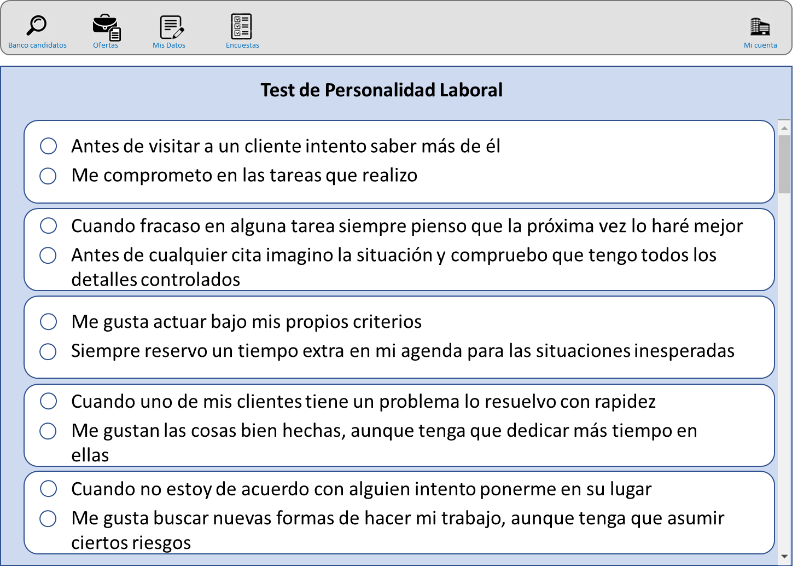 Banco candidatos
Ofertas
Mis Datos
Encuestas
Mi cuenta
Test de Personalidad Laboral
Antes de visitar a un cliente intento saber más de él
Me comprometo en las tareas que realizo
Cuando fracaso en alguna tarea siempre pienso que la próxima vez lo haré mejor
Antes de cualquier cita imagino la situación y compruebo que tengo todos los
detalles controlados
Me gusta actuar bajo mis propios criterios
Siempre reservo un tiempo extra en mi agenda para las situaciones inesperadas
Cuando uno de mis clientes tiene un problema lo resuelvo con rapidez
Me gustan las cosas bien hechas, aunque tenga que dedicar más tiempo en
ellas
Cuando no estoy de acuerdo con alguien intento ponerme en su lugar
Me gusta buscar nuevas formas de hacer mi trabajo, aunque tenga que asumir
ciertos riesgos